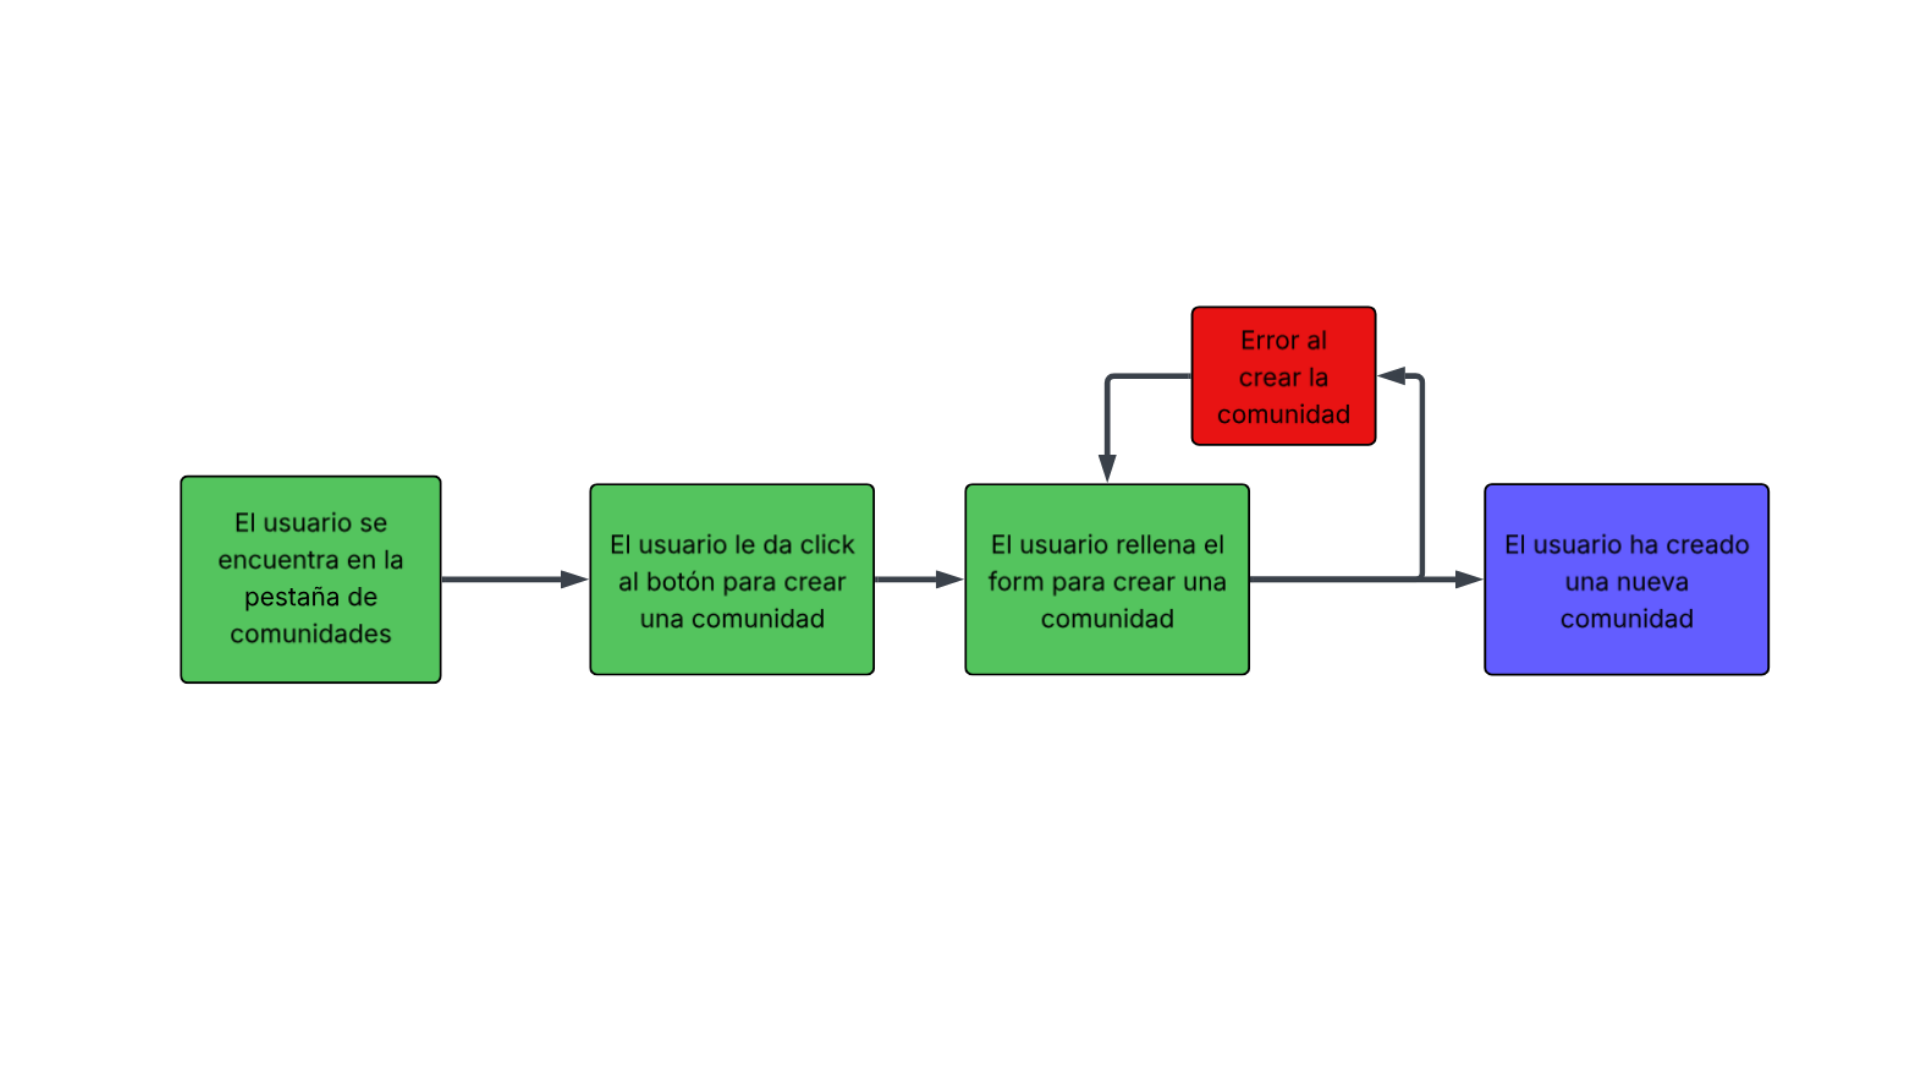 El usuario se
encuentra en la
pestaña de
comunidades
El usuario le da click
al botón para crear
una comunidad
El usuario rellena el
form para crear una
comunidad
Error al
crear la
comunidad
El usuario ha creado
una nueva
comunidad